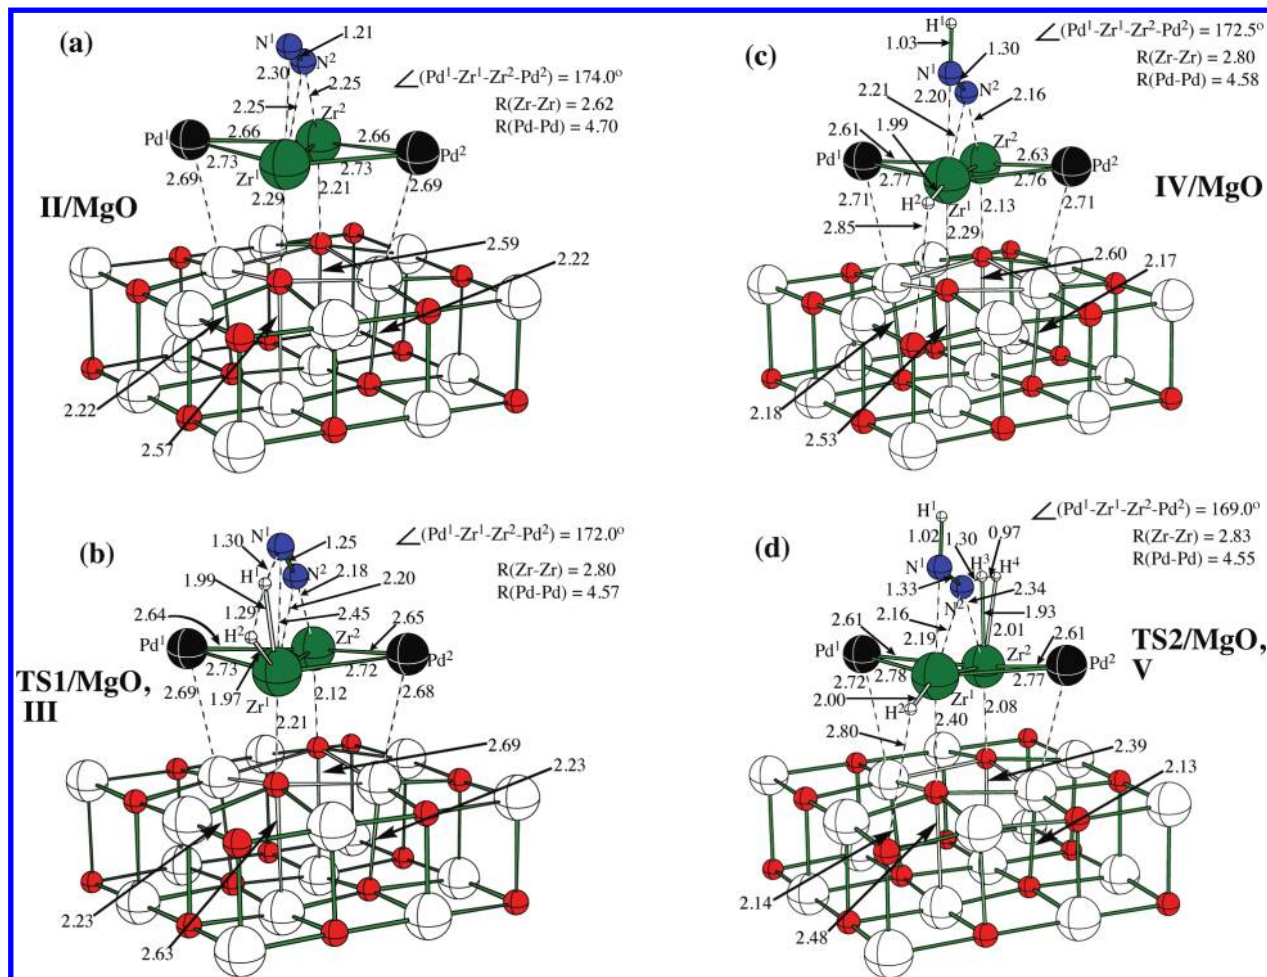 (a)
N¹
1.21
N²
2.30
2.25
2.25
∠(Pd¹-Zr¹-Zr²-Pd²) = 174.0°
R(Zr-Zr) = 2.62
R(Pd-Pd) = 4.70
Pd¹
2.66
Zr²
2.66
Pd²
2.73
2.73
2.69
Zr¹
2.21
2.69
2.29
II/MgO
2.59
2.22
2.22
2.57
(c)
H¹
1.03
1.30
N¹
N²
2.20
2.21
2.16
∠(Pd¹-Zr¹-Zr²-Pd²) = 172.5°
R(Zr-Zr) = 2.80
R(Pd-Pd) = 4.58
2.61
1.99
Zr²
Pd¹
2.63
Pd²
2.77
2.76
2.71
H²
Zr¹
2.13
2.71
2.85
2.29
IV/MgO
2.60
2.17
2.18
2.53
(b)
N¹
1.30
1.25
H¹
N²
2.18
1.99
2.20
∠(Pd¹-Zr¹-Zr²-Pd²) = 172.0°
R(Zr-Zr) = 2.80
R(Pd-Pd) = 4.57
1.29
2.45
2.64
H²
Zr²
2.65
Pd¹
Pd²
2.73
2.72
2.69
1.97
Zr¹
2.12
2.68
2.21
TS1/MgO,
III
2.69
2.23
2.23
2.63
(d)
H¹
1.02
1.30
0.97
H³
H⁴
N¹
1.33
N²
2.34
∠(Pd¹-Zr¹-Zr²-Pd²) = 169.0°
R(Zr-Zr) = 2.83
R(Pd-Pd) = 4.55
2.16
1.93
2.61
2.19
2.01
2.61
Pd¹
Zr²
Pd²
2.78
2.77
2.72
2.00
Zr¹
H²
2.40
2.08
2.80
TS2/MgO,
V
2.39
2.13
2.14
2.48